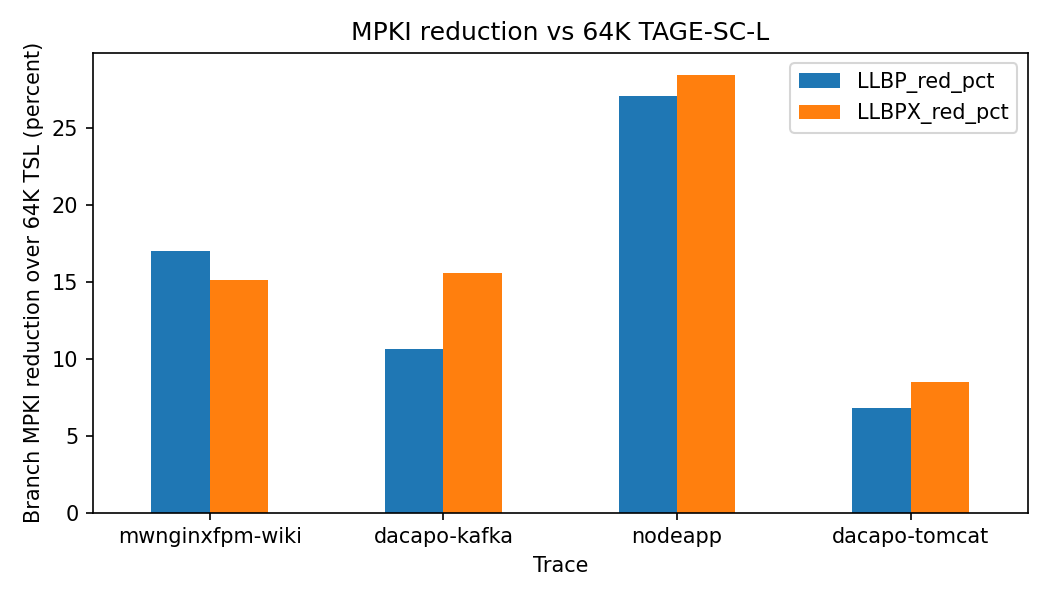 MPKI reduction vs 64K TAGE-SC-L
Branch MPKI reduction over 64K TSL (percent)
LLBP_red_pct
LLBPX_red_pct
25
20
15
10
5
0
mwnginxfpm-wiki dacapo-kafka nodeapp dacapo-tomcat
Trace